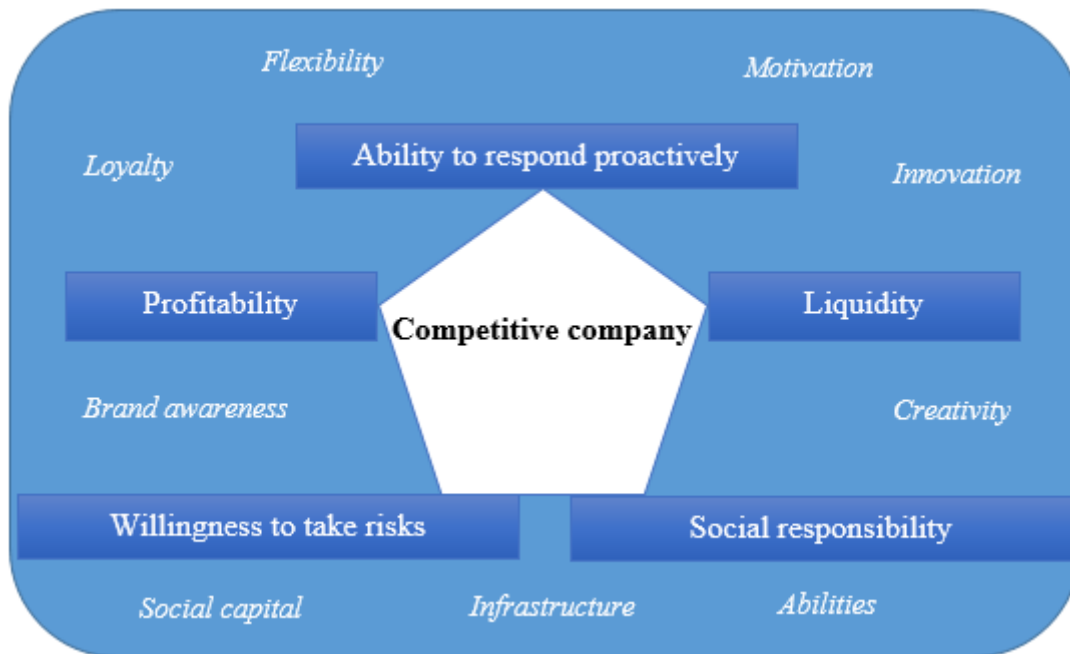 Flexibility
Motivation
Ability to respond proactively
Loyalty
Innovation
Profitability
Liquidity
Competitive company
Brand awareness
Creativity
Willingness to take risks
Social responsibility
Social capital
Infrastructure
Abilities